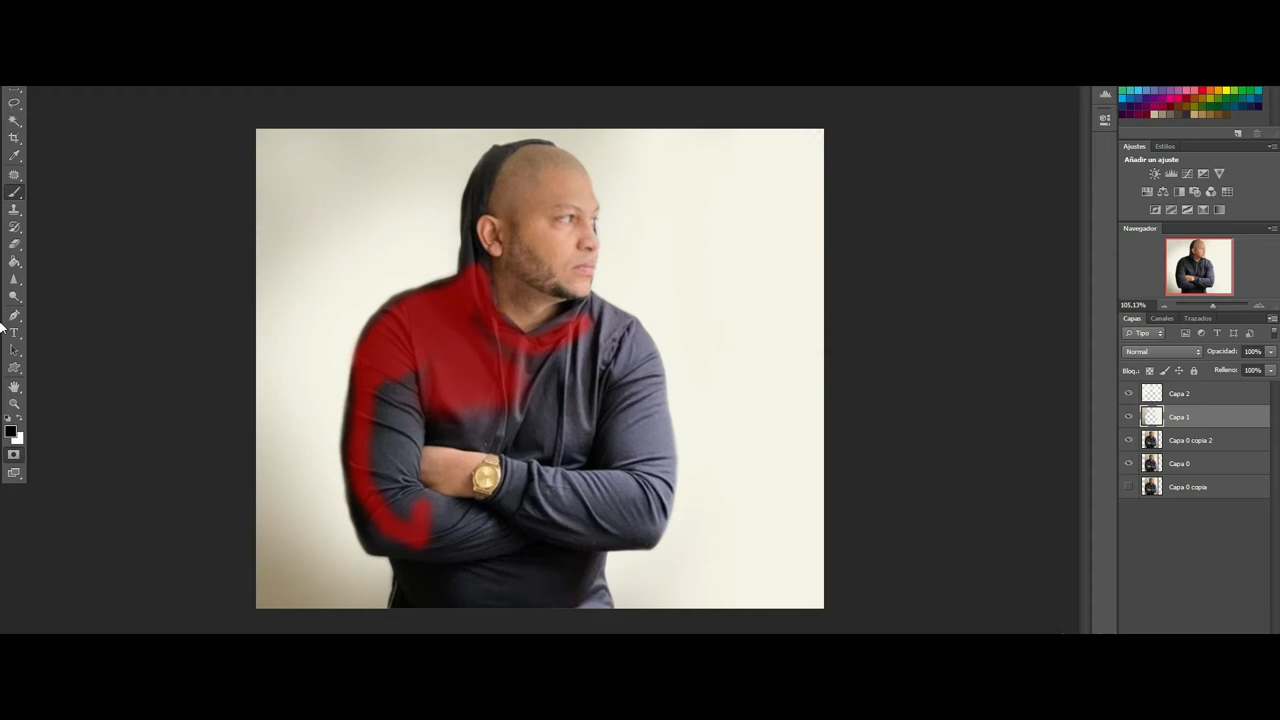 Ajustes Estilos
Añadir un ajuste
Navegador
105,13%
Capas Canales Trazados
Tipo
Normal Opacidad: 100%
Bloq.: Relleno: 100%
Capa 2
Capa 1
Capa 0 copia 2
Capa 0
Capa 0 copia